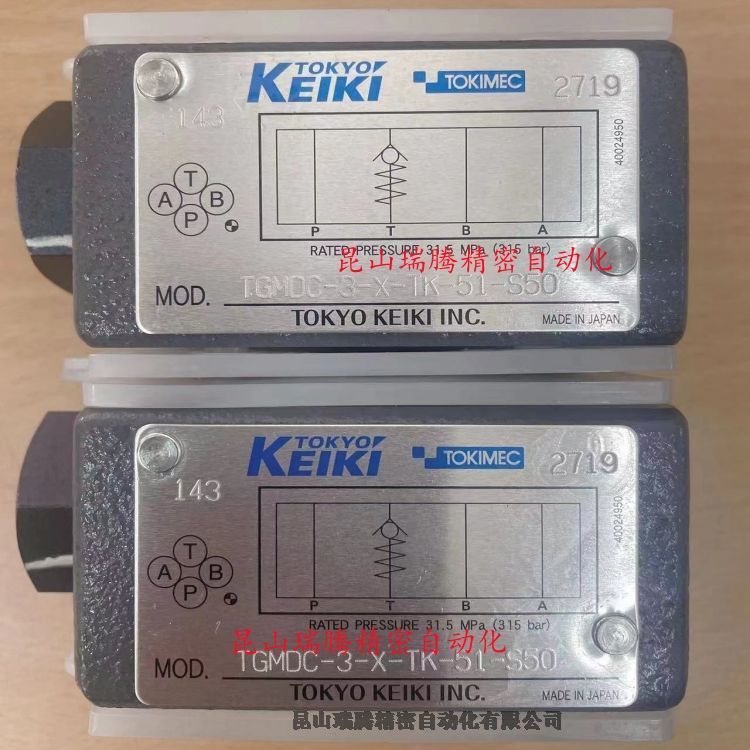 TOKYO
KEIKI
TOKIMEC
2719
143
40024950
T
A B
P
P T B A
RATED PRESSURE 31.5 MPa (315 bar)
昆山瑞腾精密自动化
MOD. TGMDC-3-X-TK-51-S50
TOKYO KEIKI INC.
MADE IN JAPAN
TOKYO
KEIKI
TOKIMEC
2719
143
40024950
T
A B
P
P T B A
RATED PRESSURE 31.5 MPa (315 bar)
昆山瑞腾精密自动化
MOD. TGMDC-3-X-TK-51-S50
TOKYO KEIKI INC.
MADE IN JAPAN
昆山瑞腾精密自动化有限公司